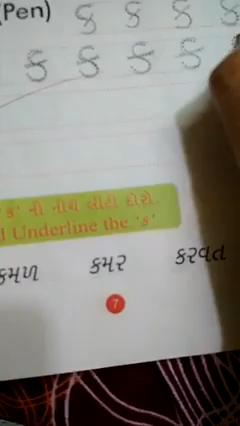 (Pen) ક ક ક ક
ક ક ક ક
'ક' ની નીચે લીટી દોરો.
Underline the 'ક'
કમળ કમર કરવત
7